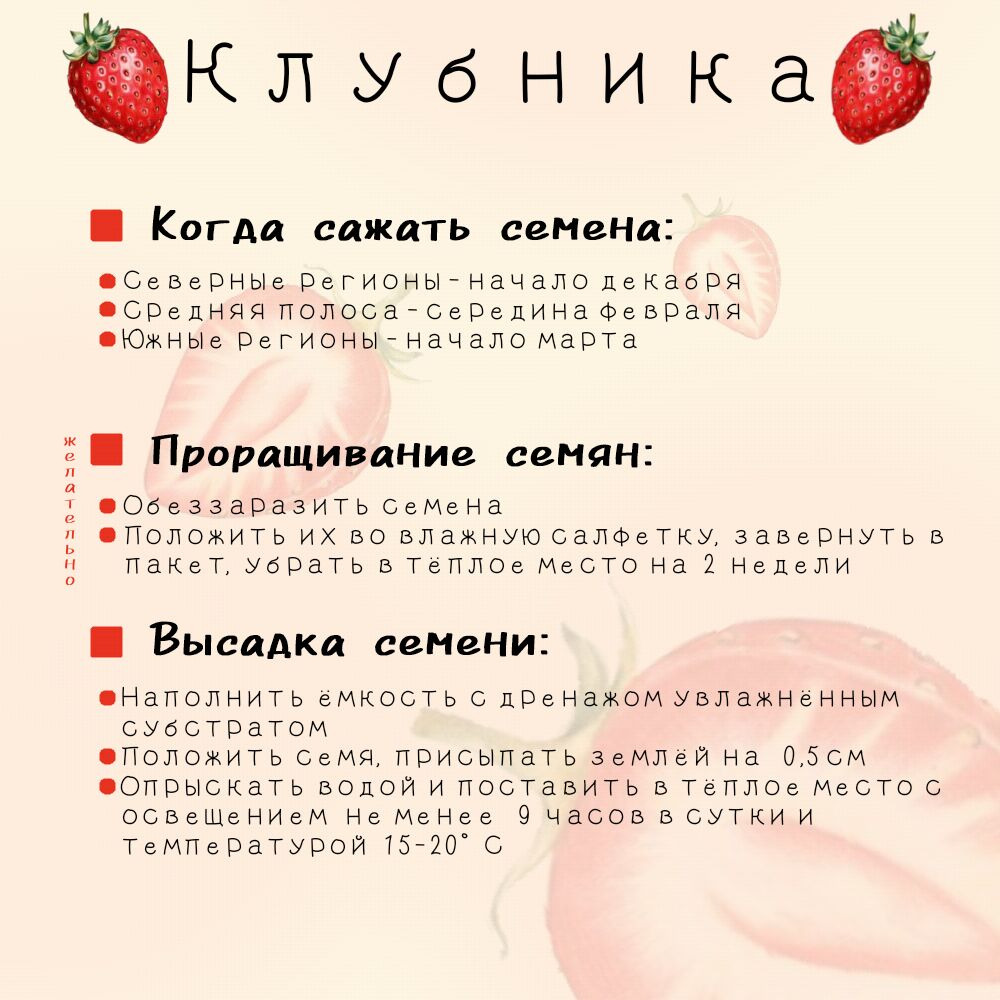 Клубника
Когда сажать семена:
Северные регионы-начало декабря
Средняя полоса-середина февраля
Южные регионы-начало марта
желательно
Проращивание семян:
Обеззаразить семена
Положить их во влажную салфетку, завернуть в
пакет, убрать в тёплое место на 2 недели
Высадка семени:
Наполнить ёмкость с дренажом увлажнённым
субстратом
Положить семя, присыпать землёй на 0,5см
Опрыскать водой и поставить в тёплое место с
освещением не менее 9 часов в сутки и
температурой 15-20° С